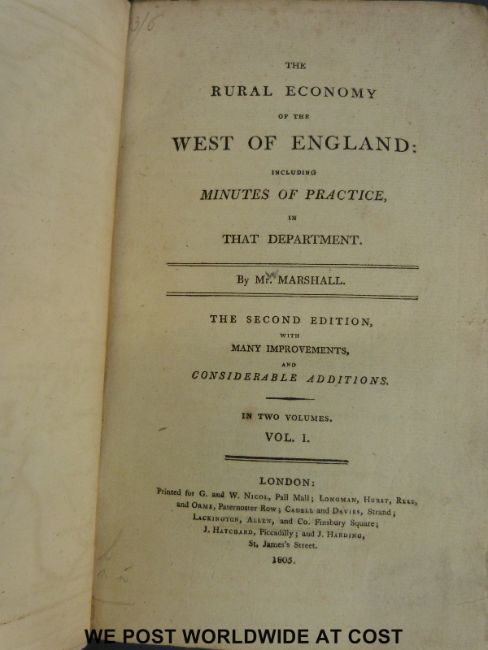 3/6
THE
RURAL ECONOMY
OF THE
WEST OF ENGLAND:
INCLUDING
MINUTES OF PRACTICE,
IN
THAT DEPARTMENT.
By Mr. MARSHALL.
THE SECOND EDITION,
WITH
MANY IMPROVEMENTS,
AND
CONSIDERABLE ADDITIONS.
IN TWO VOLUMES.
VOL. I.
LONDON:
Printed for G. and W. NICOL, Pall Mall; LONGMAN, HURST, REES,
and ORME, Paternoster Row; CADELL and DAVIES, Strand;
LACKINGTON, ALLEN, and Co. Finsbury Square;
J. HATCHARD, Piccadilly; and J. HARDING,
St. James's Street.
1805.
WE POST WORLDWIDE AT COST